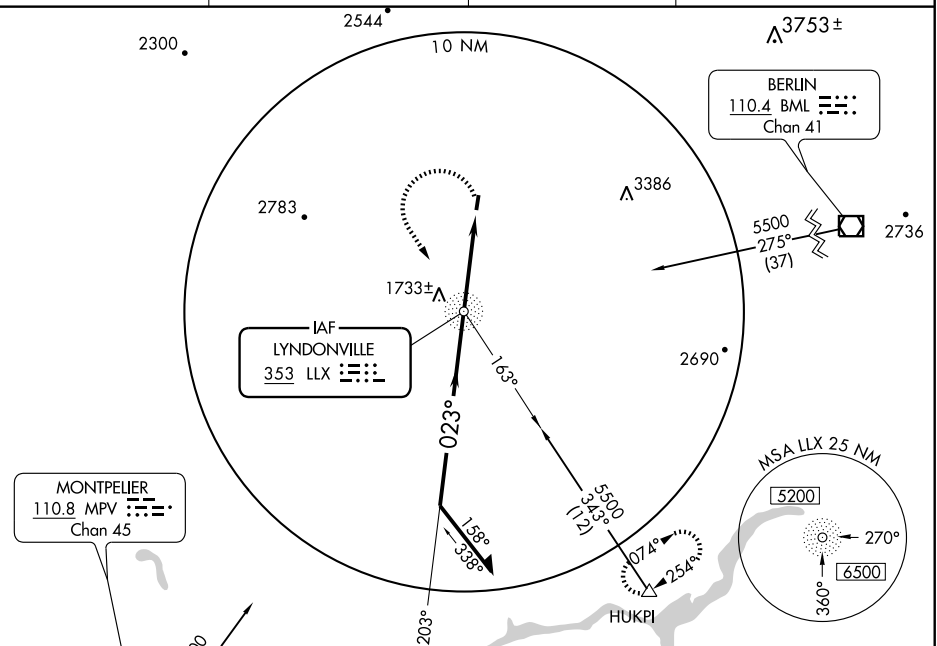 2544
2300
10 NM
3753±
BERLIN
110.4 BML
Chan 41
3386
2783
5500
275°
(37)
2736
1733±
IAF
LYNDONVILLE
353 LLX
163°
2690
023°
MSA LLX 25 NM
5200
270°
6500
360°
MONTPELIER
110.8 MPV
Chan 45
5500
343°
(12)
158°
338°
074°
254°
HUKPI
203°